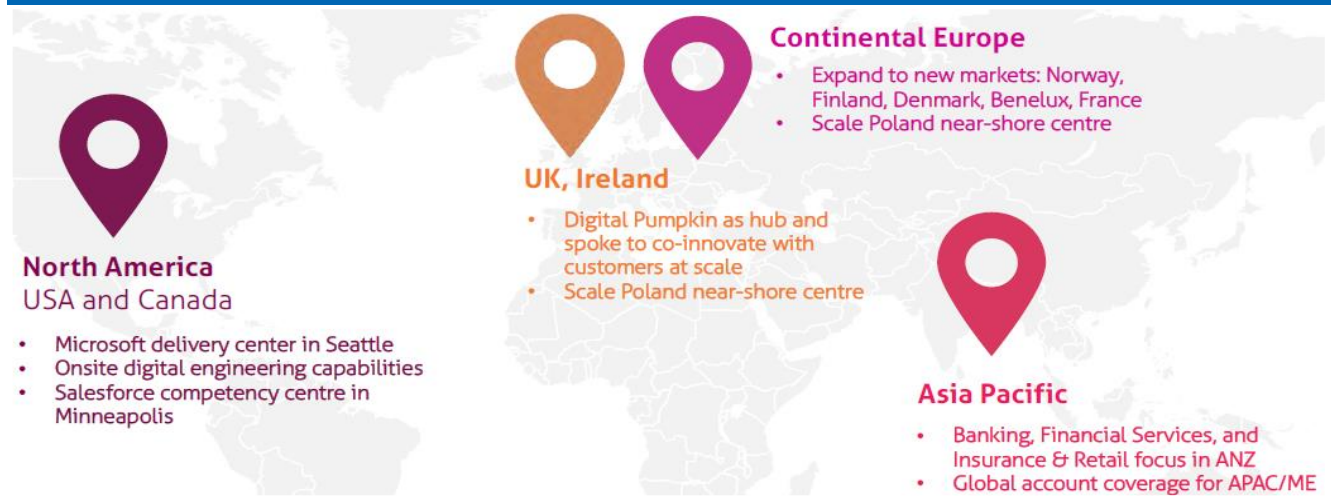 Continental Europe
• Expand to new markets: Norway,
Finland, Denmark, Benelux, France
• Scale Poland near-shore centre
UK, Ireland
• Digital Pumpkin as hub and
spoke to co-innovate with
customers at scale
• Scale Poland near-shore centre
North America
USA and Canada
• Microsoft delivery center in Seattle
• Onsite digital engineering capabilities
• Salesforce competency centre in
Minneapolis
Asia Pacific
• Banking, Financial Services, and
Insurance & Retail focus in ANZ
• Global account coverage for APAC/ME